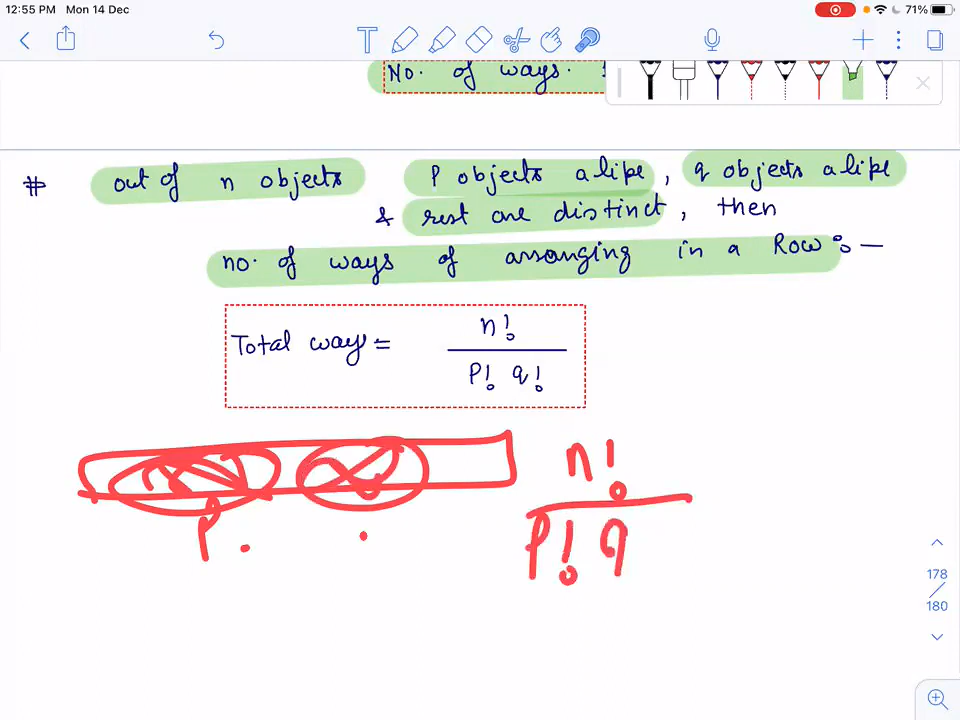 12:55 PM Mon 14 Dec 71%
No. of ways.
# out of n objects P objects alike, q objects alike
& rest are distinct, then
no. of ways of arranging in a Row :-
Total way = n! / P! q!
n! / P! q
P.
178
180